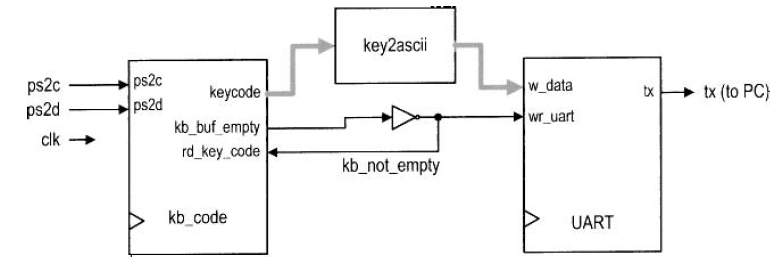 key2ascii
ps2c
ps2d
clk
ps2c
ps2d
keycode
kb_buf_empty
rd_key_code
kb_code
kb_not_empty
w_data
wr_uart
tx
UART
tx (to PC)